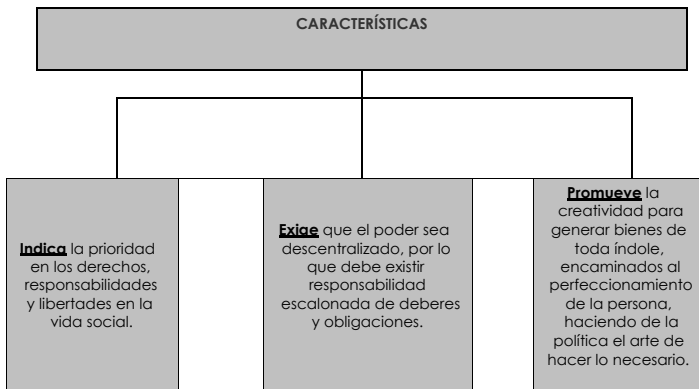 CARACTERÍSTICAS
Indica la prioridad
en los derechos,
responsabilidades
y libertades en la
vida social.
Exige que el poder sea
descentralizado, por lo
que debe existir
responsabilidad
escalonada de deberes
y obligaciones.
Promueve la
creatividad para
generar bienes de
toda índole,
encaminados al
perfeccionamiento
de la persona,
haciendo de la
política el arte de
hacer lo necesario.